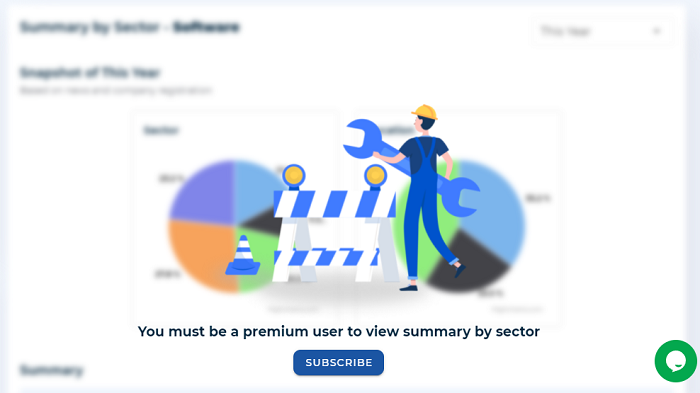 Summary by Sector - Software
This Year
Snapshot of This Year
Based on news and company registration
Sector
You must be a premium user to view summary by sector
SUBSCRIBE
Summary